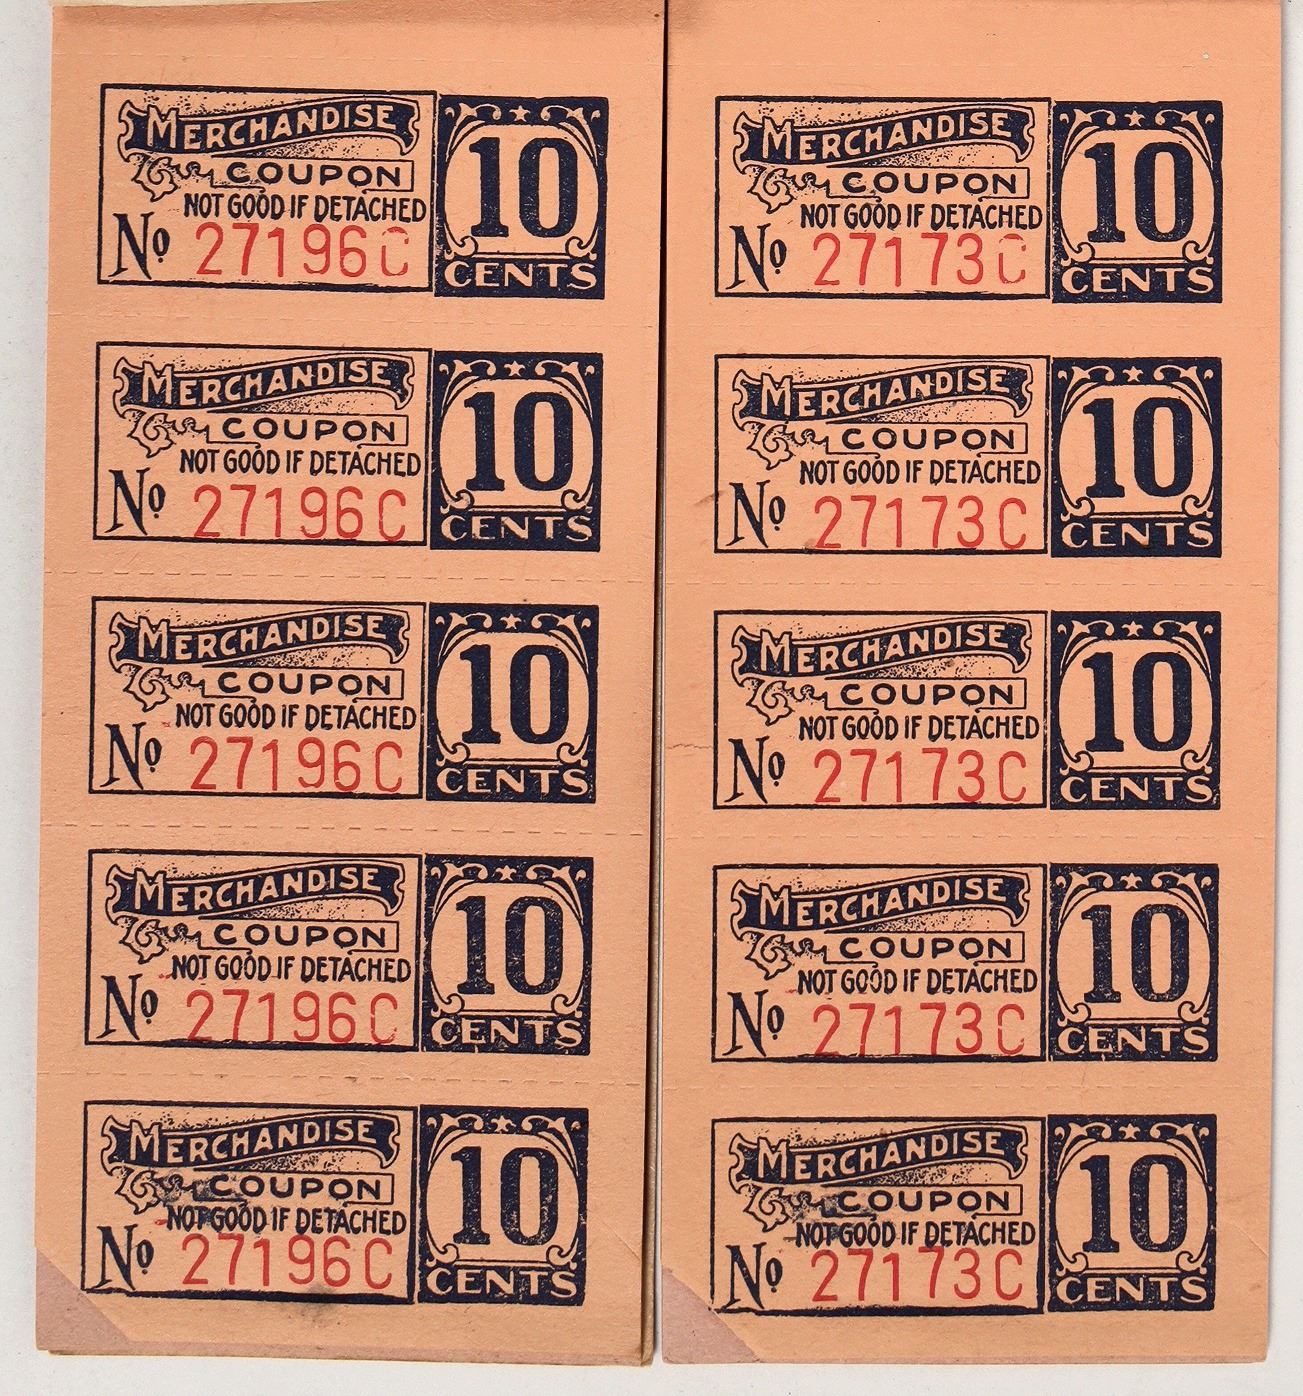 MERCHANDISE
COUPON
NOT GOOD IF DETACHED
No 27196C
10
CENTS
MERCHANDISE
COUPON
NOT GOOD IF DETACHED
No 27196C
10
CENTS
MERCHANDISE
COUPON
NOT GOOD IF DETACHED
No 27196C
10
CENTS
MERCHANDISE
COUPON
NOT GOOD IF DETACHED
No 27196C
10
CENTS
MERCHANDISE
COUPON
NOT GOOD IF DETACHED
No 27196C
10
CENTS
MERCHANDISE
COUPON
NOT GOOD IF DETACHED
No 27173C
10
CENTS
MERCHANDISE
COUPON
NOT GOOD IF DETACHED
No 27173C
10
CENTS
MERCHANDISE
COUPON
NOT GOOD IF DETACHED
No 27173C
10
CENTS
MERCHANDISE
COUPON
NOT GOOD IF DETACHED
No 27173C
10
CENTS
MERCHANDISE
COUPON
NOT GOOD IF DETACHED
No 27173C
10
CENTS